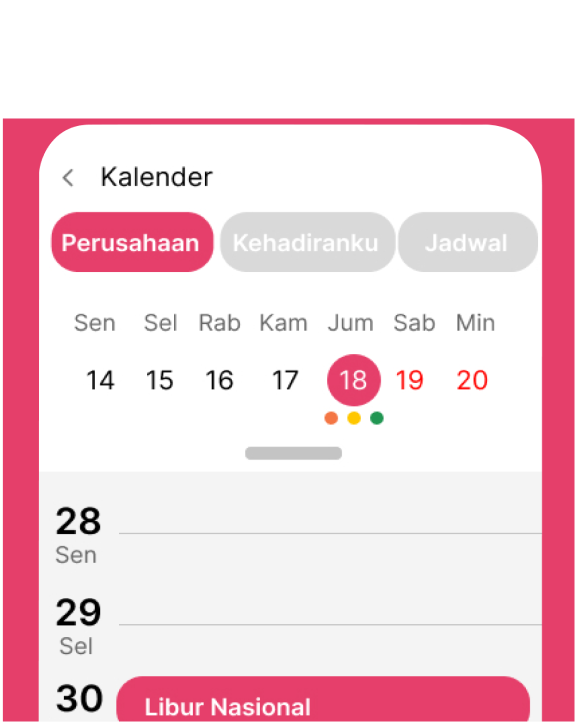 < Kalender
Perusahaan Kehadiranku Jadwal
Sen Sel Rab Kam Jum Sab Min
14 15 16 17 18 19 20
28
Sen
29
Sel
30 Libur Nasional